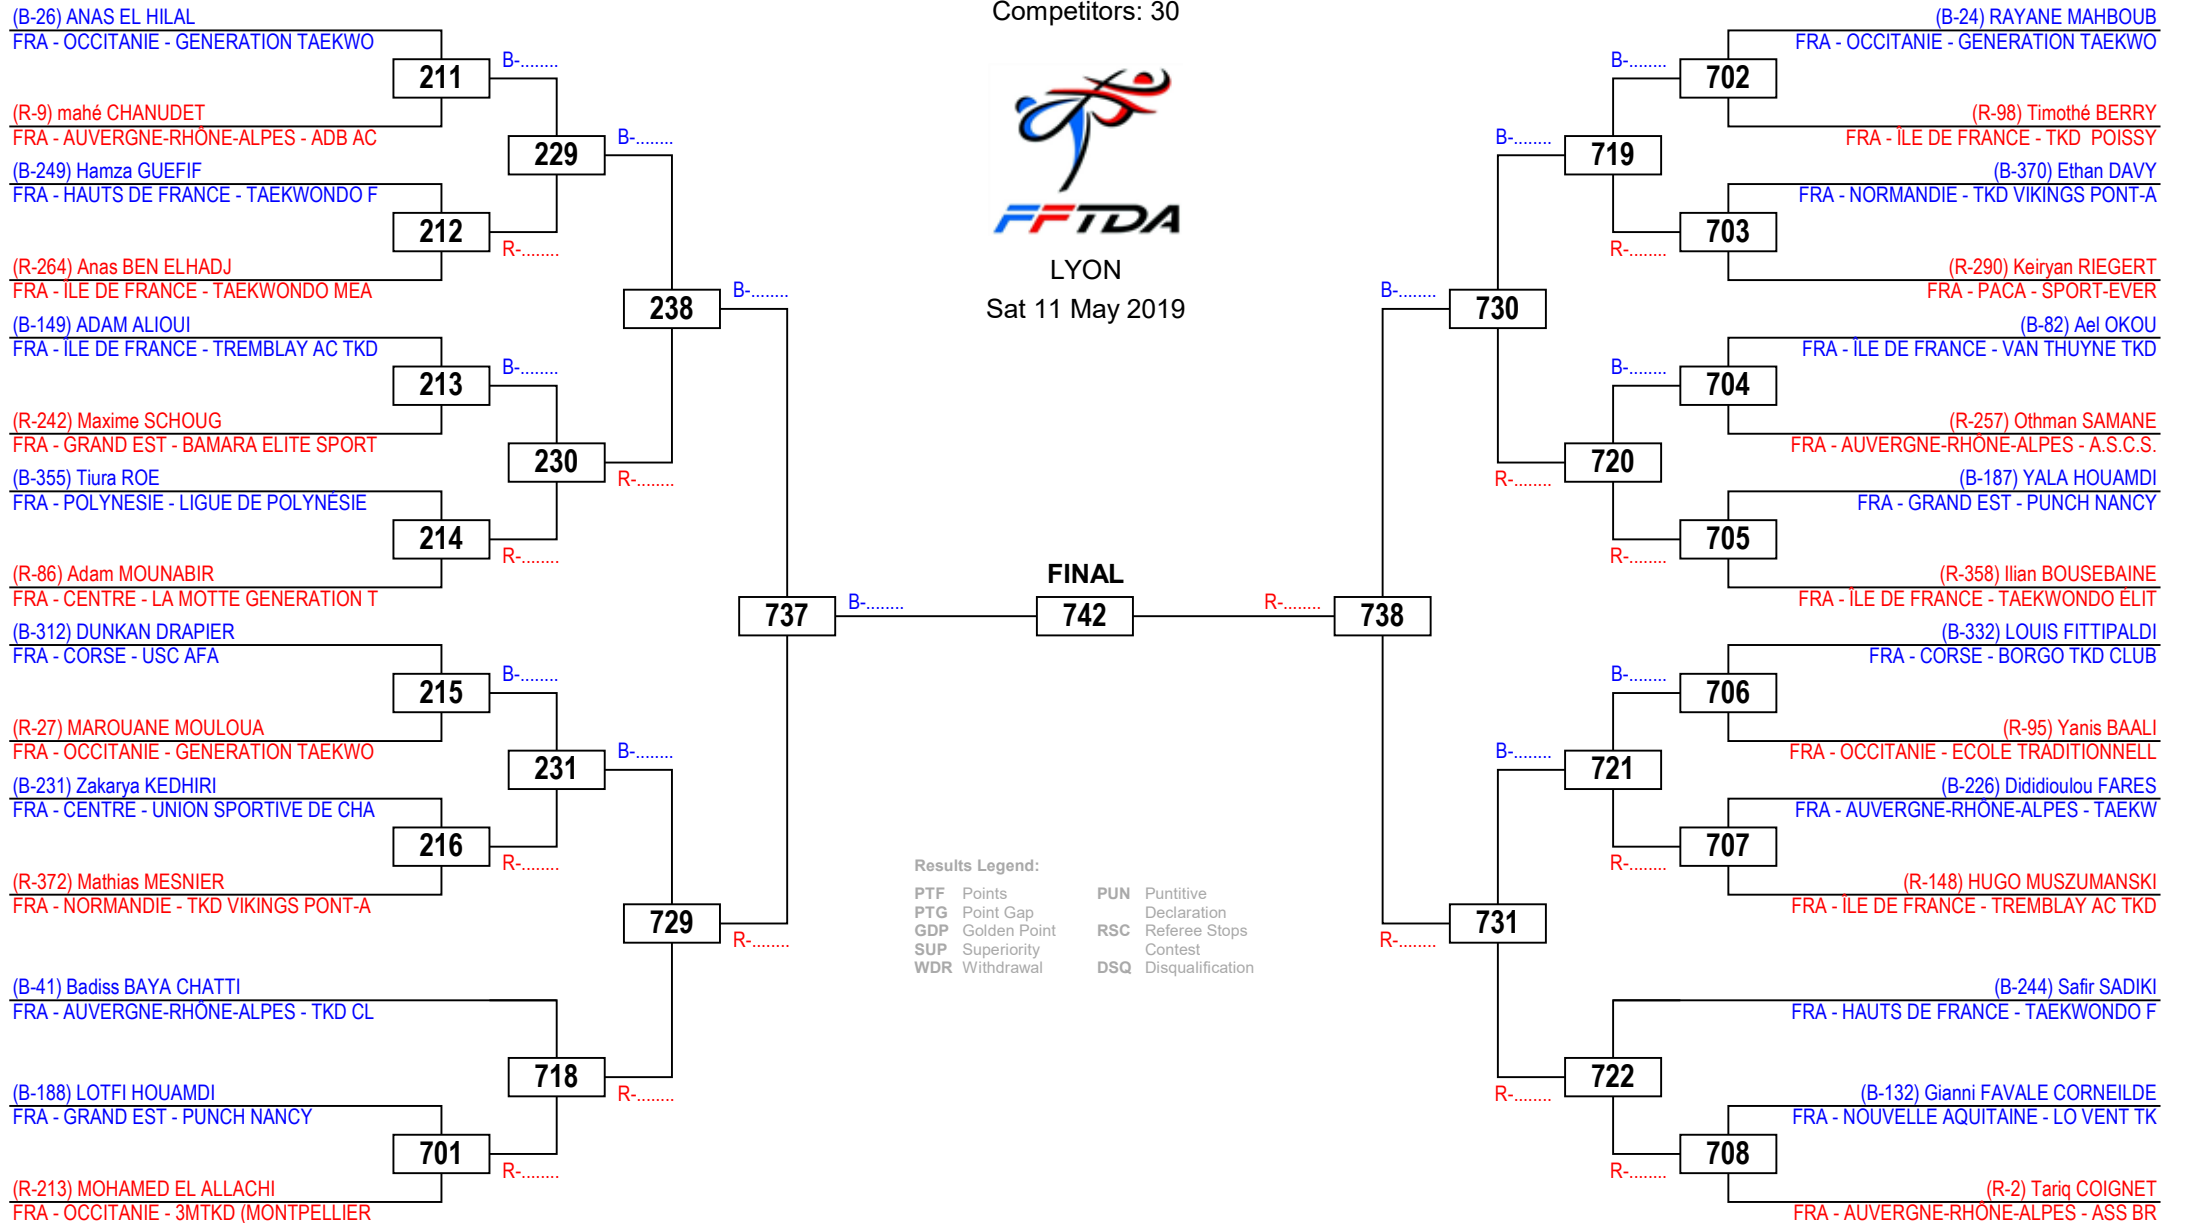 Competitors: 30
FFTDA
LYON
Sat 11 May 2019
(B-26) ANAS EL HILAL
FRA - OCCITANIE - GENERATION TAEKWO
211
B-........
(R-9) mahé CHANUDET
FRA - AUVERGNE-RHÔNE-ALPES - ADB AC
229
B-........
(B-249) Hamza GUEFIF
FRA - HAUTS DE FRANCE - TAEKWONDO F
212
R-........
(R-264) Anas BEN ELHADJ
FRA - ÎLE DE FRANCE - TAEKWONDO MEA
238
B-........
(B-149) ADAM ALIOUI
FRA - ÎLE DE FRANCE - TREMBLAY AC TKD
213
B-........
(R-242) Maxime SCHOUG
FRA - GRAND EST - BAMARA ELITE SPORT
230
R-........
(B-355) Tiura ROE
FRA - POLYNESIE - LIGUE DE POLYNÉSIE
214
R-........
(R-86) Adam MOUNABIR
FRA - CENTRE - LA MOTTE GENERATION T
737
B-........
(B-312) DUNKAN DRAPIER
FRA - CORSE - USC AFA
215
B-........
(R-27) MAROUANE MOULOUA
FRA - OCCITANIE - GENERATION TAEKWO
231
B-........
(B-231) Zakarya KEDHIRI
FRA - CENTRE - UNION SPORTIVE DE CHA
216
R-........
(R-372) Mathias MESNIER
FRA - NORMANDIE - TKD VIKINGS PONT-A
729
R-........
(B-41) Badiss BAYA CHATTI
FRA - AUVERGNE-RHÔNE-ALPES - TKD CL
718
R-........
(B-188) LOTFI HOUAMDI
FRA - GRAND EST - PUNCH NANCY
701
R-........
(R-213) MOHAMED EL ALLACHI
FRA - OCCITANIE - 3MTKD (MONTPELLIER
FINAL
742
Results Legend:
PTF Points
PTG Point Gap
GDP Golden Point
SUP Superiority
WDR Withdrawal
PUN Puntitive
Declaration
RSC Referee Stops
Contest
DSQ Disqualification
(B-24) RAYANE MAHBOUB
FRA - OCCITANIE - GENERATION TAEKWO
B-........
702
(R-98) Timothé BERRY
FRA - ÎLE DE FRANCE - TKD  POISSY
B-........
719
(B-370) Ethan DAVY
FRA - NORMANDIE - TKD VIKINGS PONT-A
703
R-........
(R-290) Keiryan RIEGERT
FRA - PACA - SPORT-EVER
B-........
730
(B-82) Ael OKOU
FRA - ÎLE DE FRANCE - VAN THUYNE TKD
B-........
704
(R-257) Othman SAMANE
FRA - AUVERGNE-RHÔNE-ALPES - A.S.C.S.
720
R-........
(B-187) YALA HOUAMDI
FRA - GRAND EST - PUNCH NANCY
705
R-........
(R-358) Ilian BOUSEBAINE
FRA - ÎLE DE FRANCE - TAEKWONDO ÉLIT
R-........
738
(B-332) LOUIS FITTIPALDI
FRA - CORSE - BORGO TKD CLUB
B-........
706
(R-95) Yanis BAALI
FRA - OCCITANIE - ECOLE TRADITIONNELL
B-........
721
(B-226) Dididioulou FARES
FRA - AUVERGNE-RHÔNE-ALPES - TAEKW
707
R-........
(R-148) HUGO MUSZUMANSKI
FRA - ÎLE DE FRANCE - TREMBLAY AC TKD
731
R-........
(B-244) Safir SADIKI
FRA - HAUTS DE FRANCE - TAEKWONDO F
722
R-........
(B-132) Gianni FAVALE CORNEILDE
FRA - NOUVELLE AQUITAINE - LO VENT TK
708
R-........
(R-2) Tariq COIGNET
FRA - AUVERGNE-RHÔNE-ALPES - ASS BR